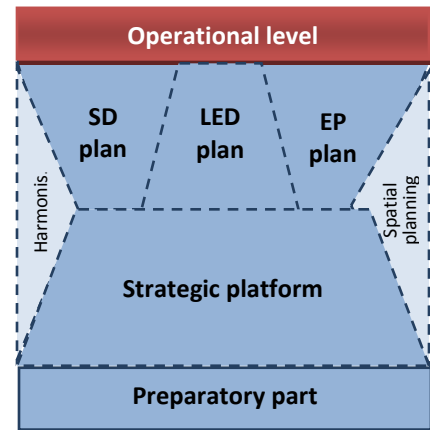 Operational level
SD
plan
LED
plan
EP
plan
Harmonis.
Spatial
planning
Strategic platform
Preparatory part